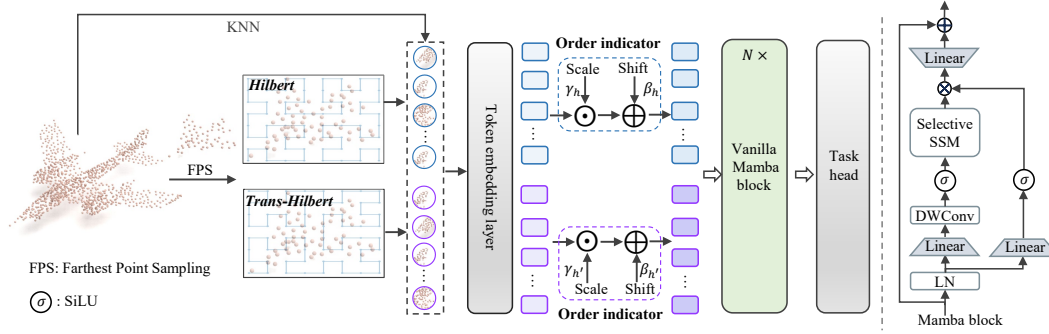 KNN
FPS
FPS: Farthest Point Sampling
σ : SiLU
Hilbert
Trans-Hilbert
Token embedding layer
Order indicator
Scale
Shift
γh
βh
γh'
βh'
Scale
Shift
Order indicator
N ×
Vanilla
Mamba
block
Task
head
Linear
Selective
SSM
σ
σ
DWConv
Linear
Linear
LN
Mamba block